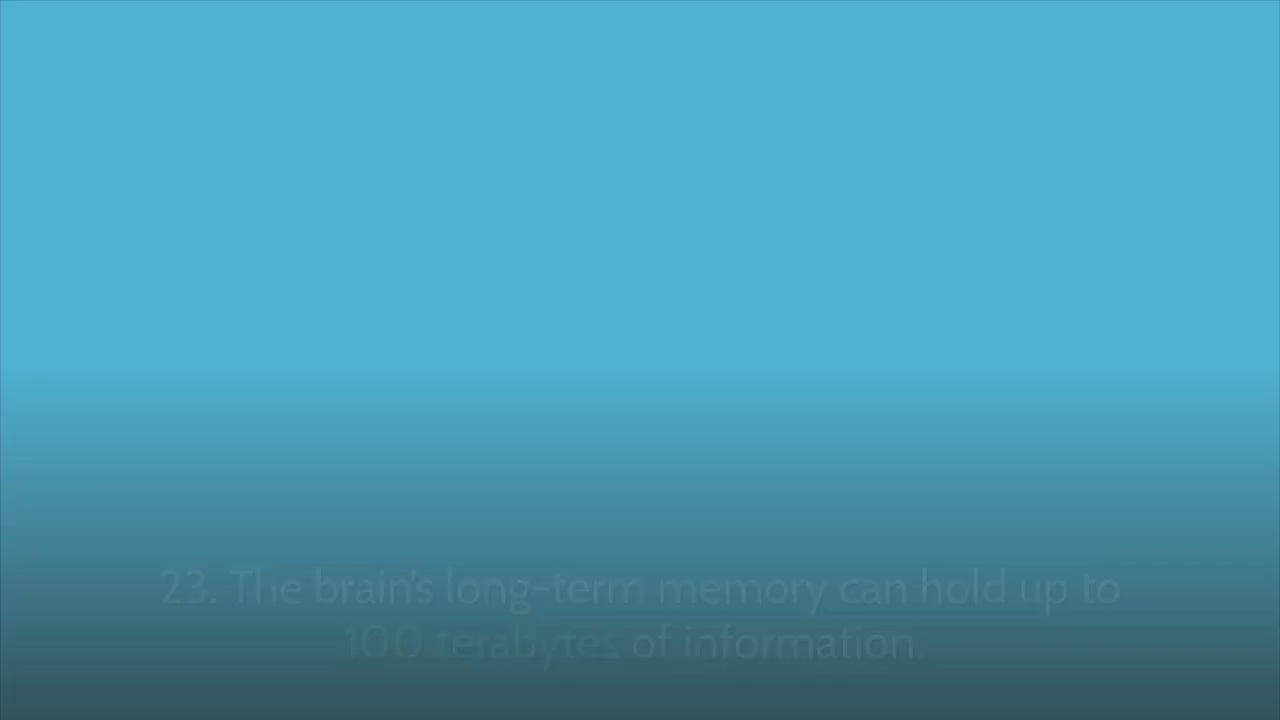 23. The brain's long-term memory can hold up to
100 terabytes of information.